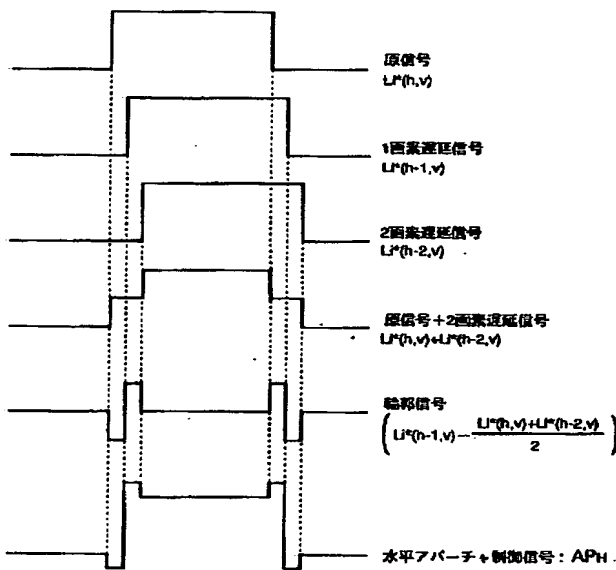 原信号
Li*(h,v)
1画素遅延信号
Li*(h-1,v)
2画素遅延信号
Li*(h-2,v)
原信号+2画素遅延信号
Li*(h,v)+Li*(h-2,v)
輪郭信号
(Li*(h-1,v)-
Li*(h,v)+Li*(h-2,v)
2
)
水平アパーチャ制御信号: APH